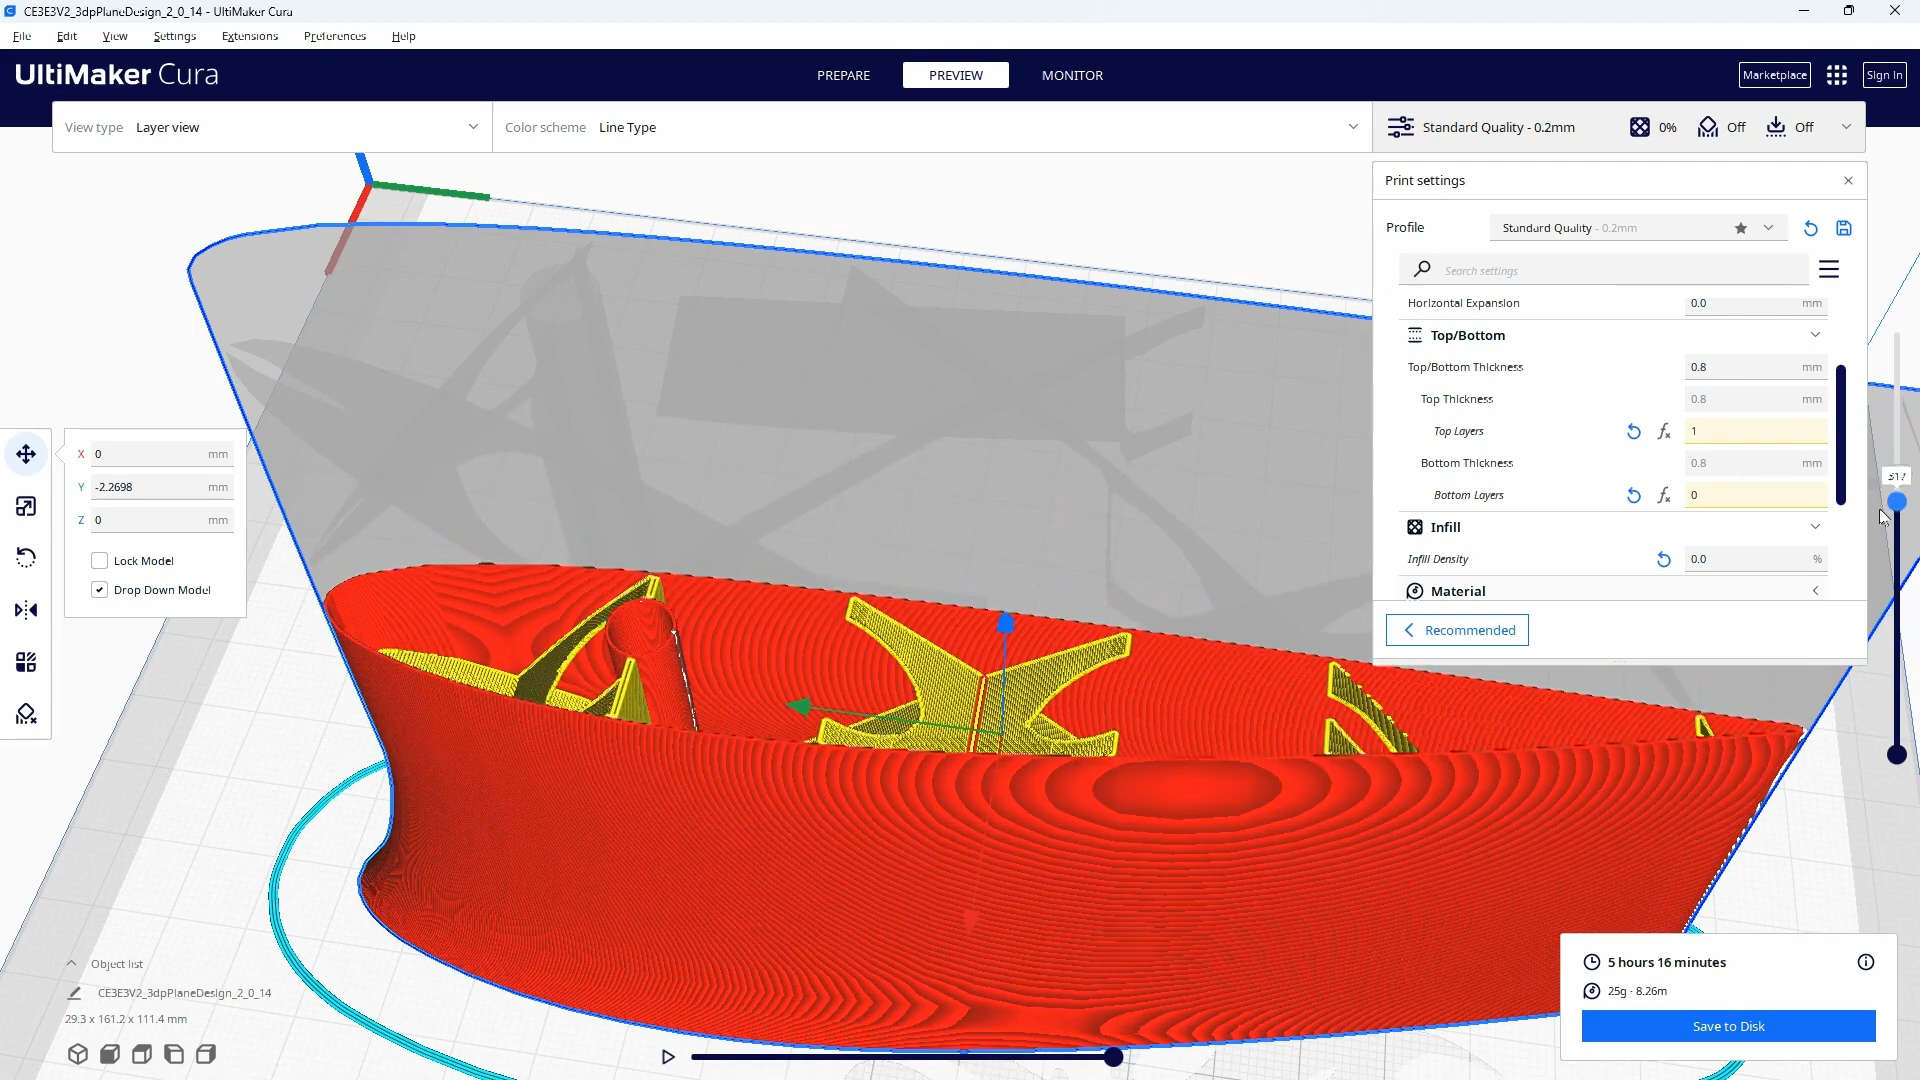 CE3E3V2_3dpPlaneDesign_2_0_14 - UltiMaker Cura
File Edit View Settings Extensions Preferences Help
UltiMaker Cura
PREPARE PREVIEW MONITOR
Marketplace Sign In
View type Layer view
Color scheme Line Type
Standard Quality - 0.2mm 0% Off Off
Print settings
Profile Standard Quality - 0.2mm
Search settings
Horizontal Expansion 0.0 mm
Top/Bottom
Top/Bottom Thickness 0.8 mm
Top Thickness 0.8 mm
Top Layers 1
Bottom Thickness 0.8 mm
Bottom Layers 0
Infill
Infill Density 0.0 %
Material
Recommended
317
X 0 mm
Y -2.2698 mm
Z 0 mm
Lock Model
Drop Down Model
Object list
CE3E3V2_3dpPlaneDesign_2_0_14
29.3 x 161.2 x 111.4 mm
5 hours 16 minutes
25g · 8.26m
Save to Disk